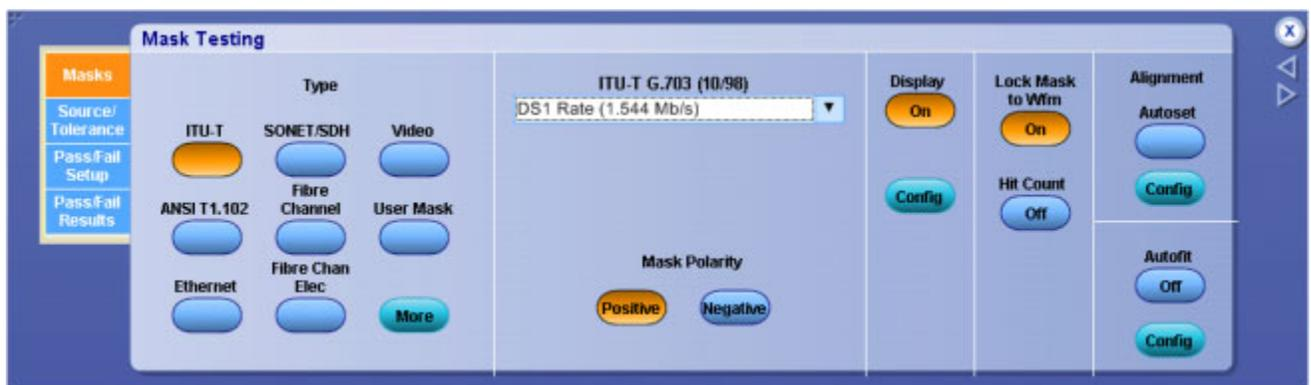 Mask Testing
Masks
Source/
Tolerance
Pass/Fail
Setup
Pass/Fail
Results
Type
ITU-T
SONET/SDH
Video
ANSI T1.102
Fibre
Channel
User Mask
Ethernet
Fibre Chan
Elec
More
ITU-T G.703 (10/98)
DS1 Rate (1.544 Mb/s)
Mask Polarity
Positive
Negative
Display
On
Config
Lock Mask
to Wfm
On
Hit Count
Off
Alignment
Autoset
Config
Autofit
Off
Config
X